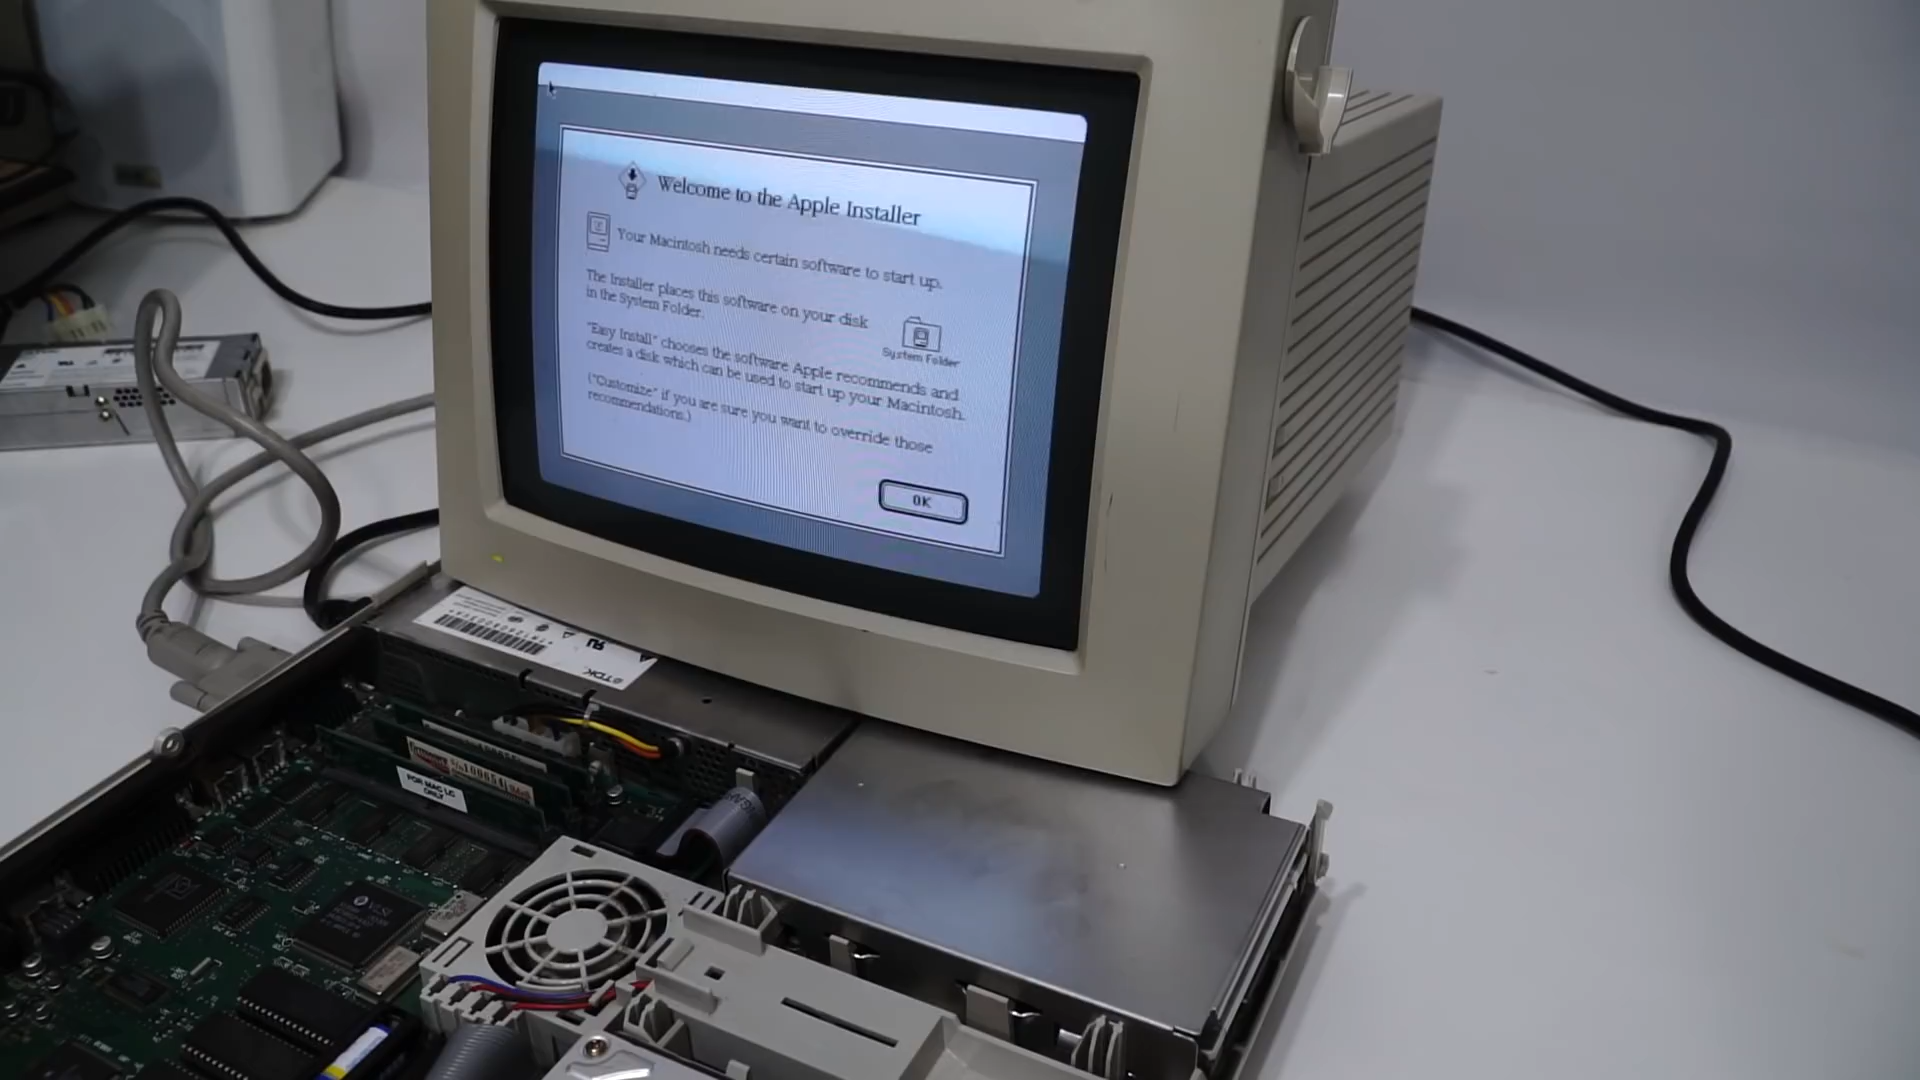 Welcome to the Apple Installer
Your Macintosh needs certain software to start up.
The Installer places this software on your disk
in the System Folder.
System Folder
"Easy Install" chooses the software Apple recommends and
creates a disk which can be used to start up your Macintosh.
("Customize" if you are sure you want to override those
recommendations.)
OK
TDK
FOR MAC LC
ONLY
VLSI